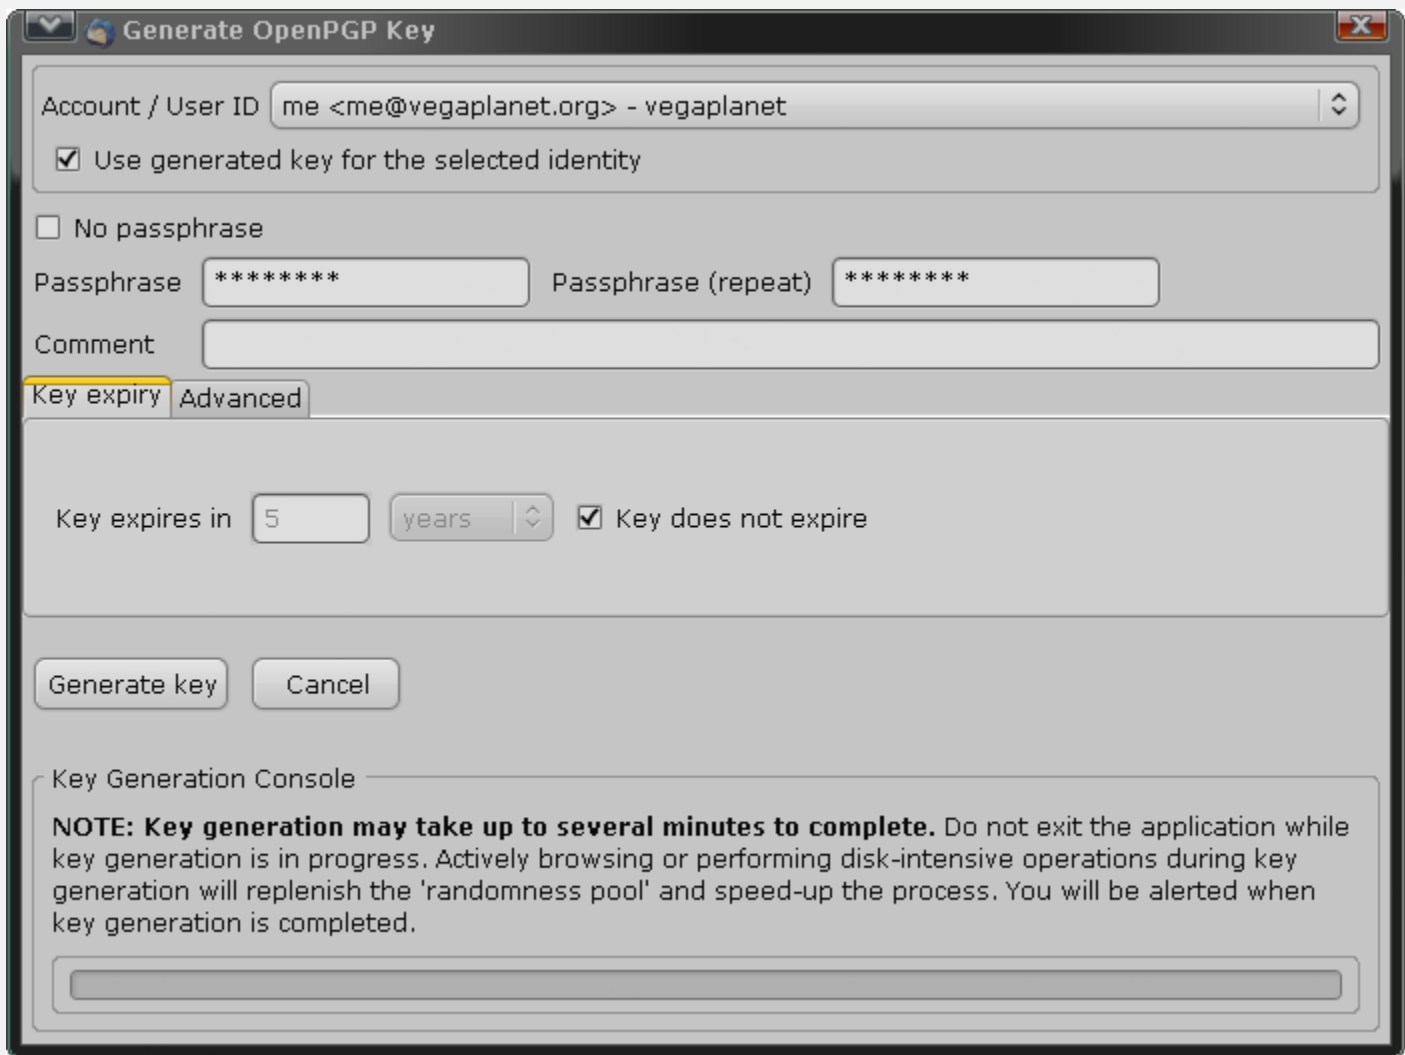 Generate OpenPGP Key
Account / User ID me <me@vegaplanet.org> - vegaplanet
Use generated key for the selected identity
No passphrase
Passphrase ******** Passphrase (repeat) ********
Comment
Key expiry Advanced
Key expires in 5 years Key does not expire
Generate key Cancel
Key Generation Console
NOTE: Key generation may take up to several minutes to complete. Do not exit the application while
key generation is in progress. Actively browsing or performing disk-intensive operations during key
generation will replenish the 'randomness pool' and speed-up the process. You will be alerted when
key generation is completed.